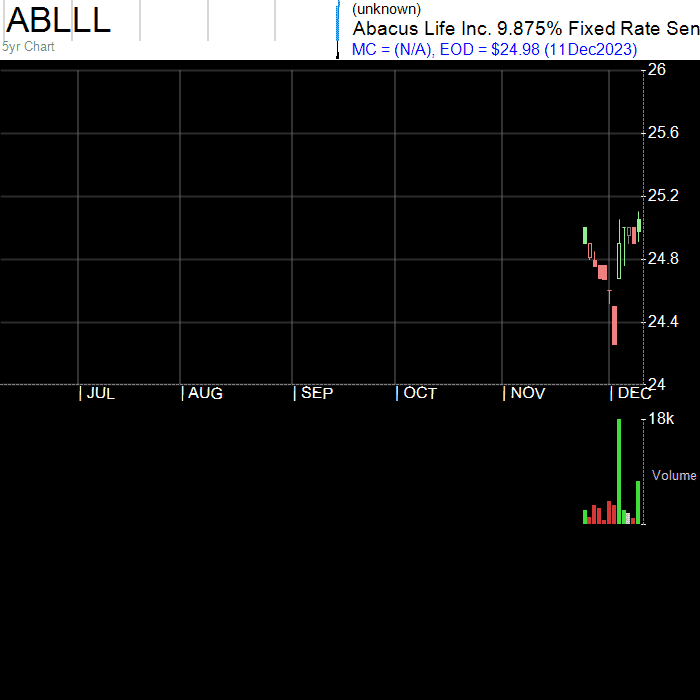 ABLLL
5yr Chart
(unknown)
Abacus Life Inc. 9.875% Fixed Rate Sen
MC = (N/A), EOD = $24.98 (11Dec2023)
26
25.6
25.2
24.8
24.4
24
| JUL | AUG | SEP | OCT | NOV | DEC
18k
Volume